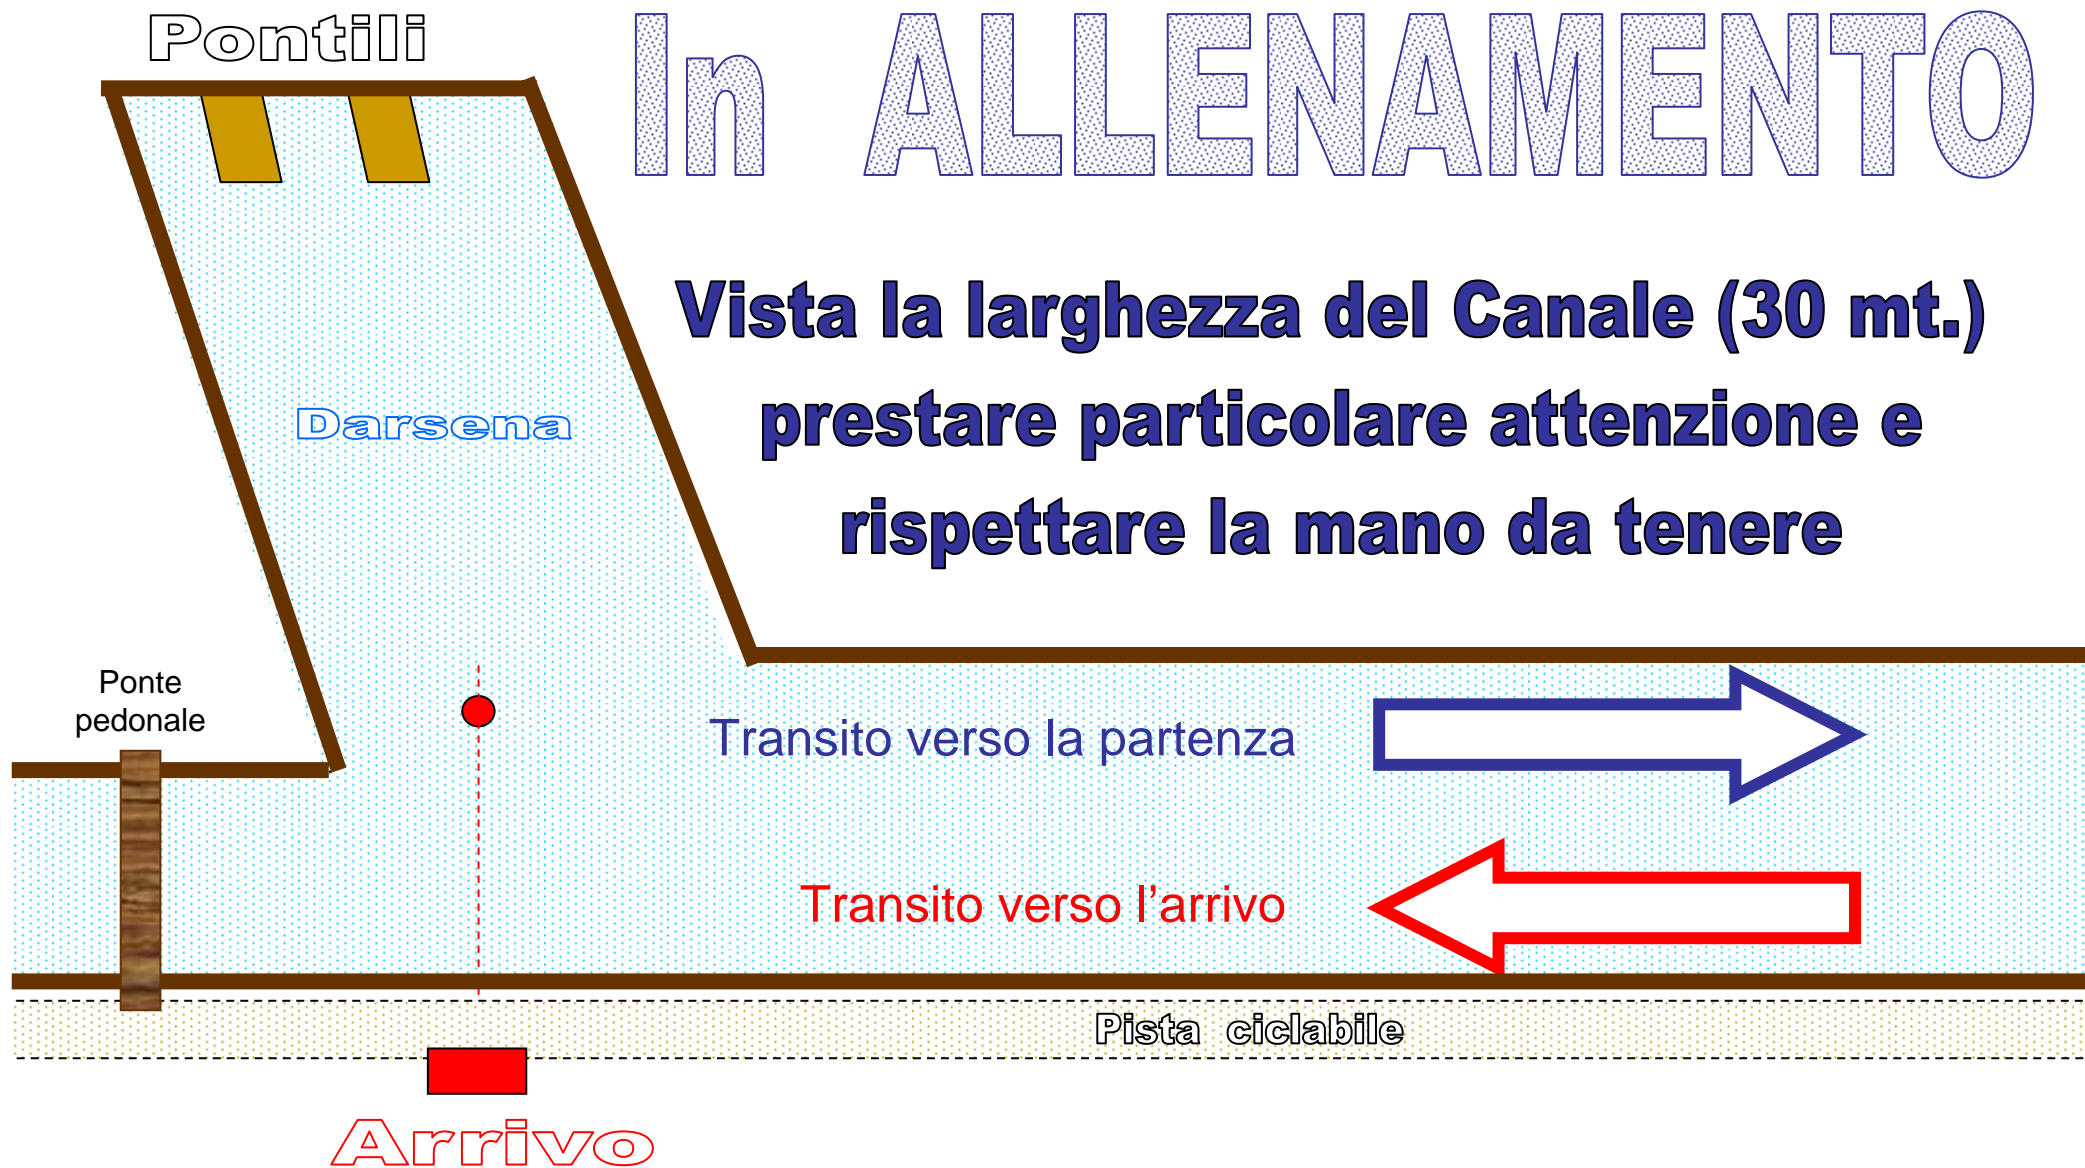 Pontili
In ALLENAMENTO
Vista la larghezza del Canale (30 mt.)
prestare particolare attenzione e
rispettare la mano da tenere
Darsena
Ponte
pedonale
Transito verso la partenza
Transito verso l’arrivo
Pista ciclabile
Arrivo